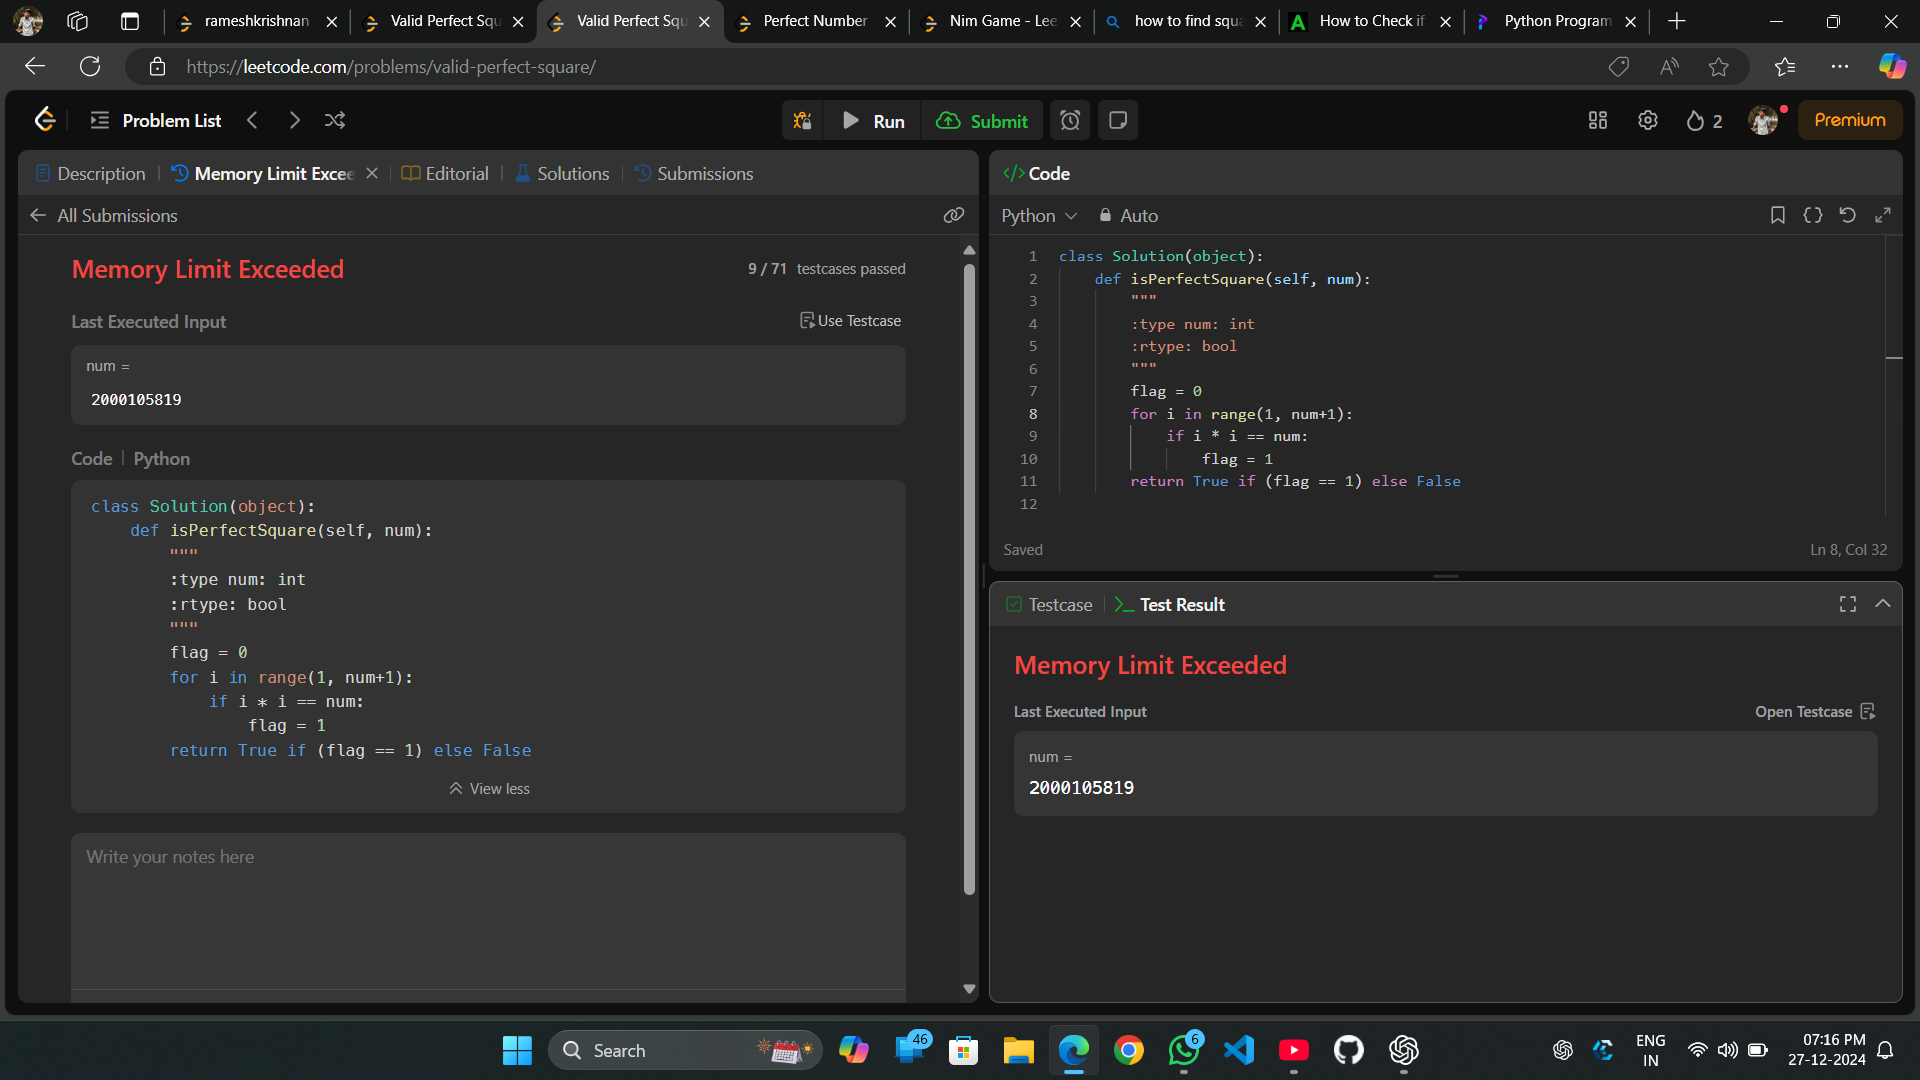 rameshkrishnan
Valid Perfect Squ
Valid Perfect Squ
Perfect Number
Nim Game - Lee
how to find squa
How to Check if
Python Program
https://leetcode.com/problems/valid-perfect-square/
Problem List
Run
Submit
2
Premium
Description
Memory Limit Excee
Editorial
Solutions
Submissions
All Submissions
Memory Limit Exceeded
9 / 71 testcases passed
Last Executed Input
Use Testcase
num =
2000105819
Code | Python
class Solution(object):
def isPerfectSquare(self, num):
"""
:type num: int
:rtype: bool
"""
flag = 0
for i in range(1, num+1):
if i * i == num:
flag = 1
return True if (flag == 1) else False
View less
Write your notes here
</> Code
Python
Auto
1 class Solution(object):
2 def isPerfectSquare(self, num):
3 """
4 :type num: int
5 :rtype: bool
6 """
7 flag = 0
8 for i in range(1, num+1):
9 if i * i == num:
10 flag = 1
11 return True if (flag == 1) else False
12
Saved
Ln 8, Col 32
Testcase
Test Result
Memory Limit Exceeded
Last Executed Input
Open Testcase
num =
2000105819
Search
46
6
ENG
IN
07:16 PM
27-12-2024